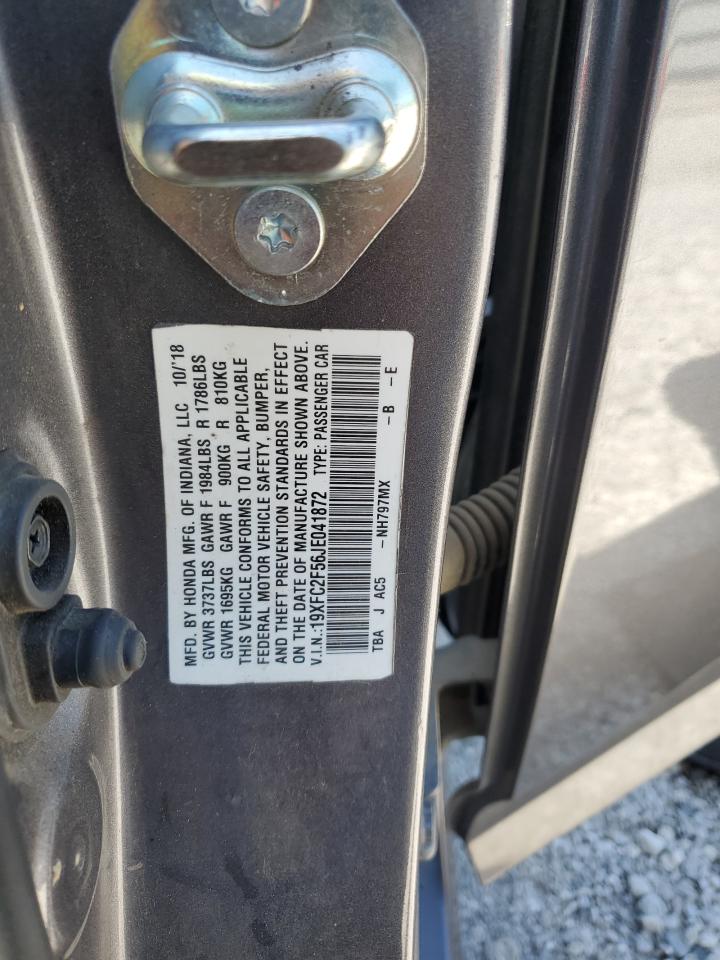 MFD. BY HONDA MFG. OF INDIANA, LLC 10/'18
GVWR 3737LBS GAWR F 1984LBS R 1786LBS
GVWR 1695KG GAWR F 900KG R 810KG
THIS VEHICLE CONFORMS TO ALL APPLICABLE
FEDERAL MOTOR VEHICLE SAFETY, BUMPER,
AND THEFT PREVENTION STANDARDS IN EFFECT
ON THE DATE OF MANUFACTURE SHOWN ABOVE.
V.I.N.:19XFC2F56JE041872 TYPE: PASSENGER CAR
TBA J AC5 -NH797MX -B -E